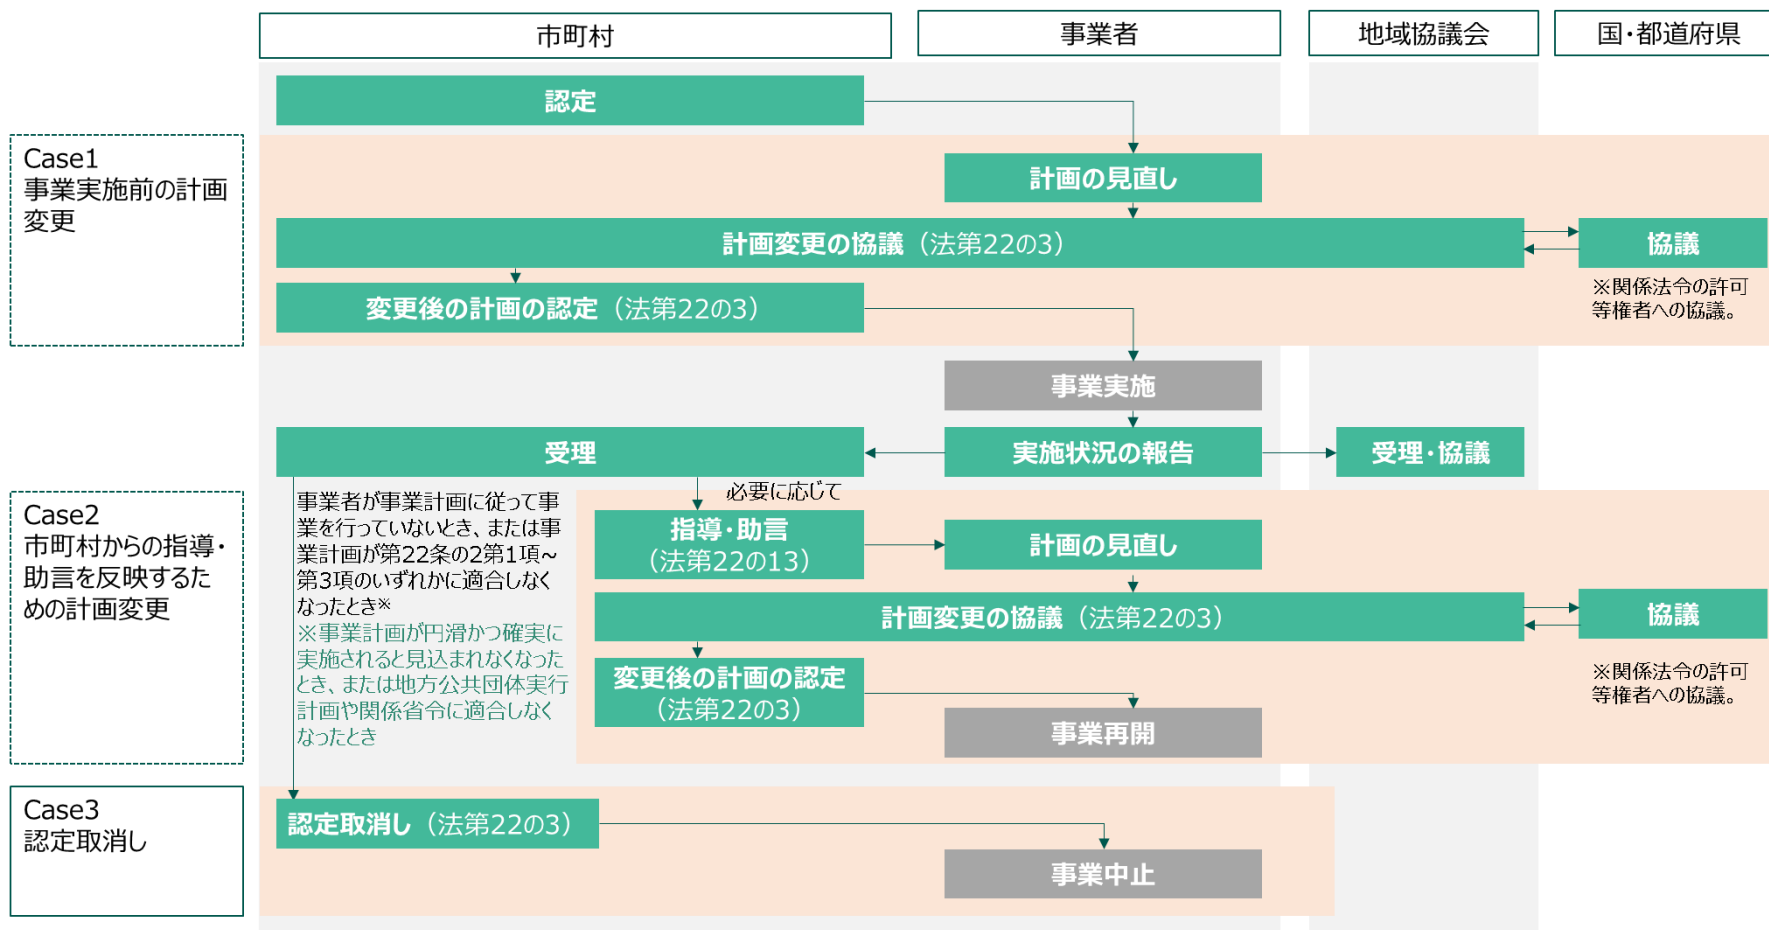 市町村
事業者
地域協議会
国・都道府県
認定
Case1
事業実施前の計画
変更
計画の見直し
計画変更の協議（法第22の3）
協議
※関係法令の許可
等権者への協議。
変更後の計画の認定（法第22の3）
事業実施
受理
実施状況の報告
受理・協議
Case2
市町村からの指導・
助言を反映するた
めの計画変更
事業者が事業計画に従って事
業を行っていないとき、または事
業計画が第22条の2第1項～
第3項のいずれかに適合しなく
なったとき※
※事業計画が円滑かつ確実に
実施されると見込まれなくなった
とき、または地方公共団体実行
計画や関係省令に適合しなく
なったとき
必要に応じて
指導・助言
（法第22の13）
計画の見直し
計画変更の協議（法第22の3）
協議
※関係法令の許可
等権者への協議。
変更後の計画の認定
（法第22の3）
事業再開
Case3
認定取消し
認定取消し（法第22の3）
事業中止